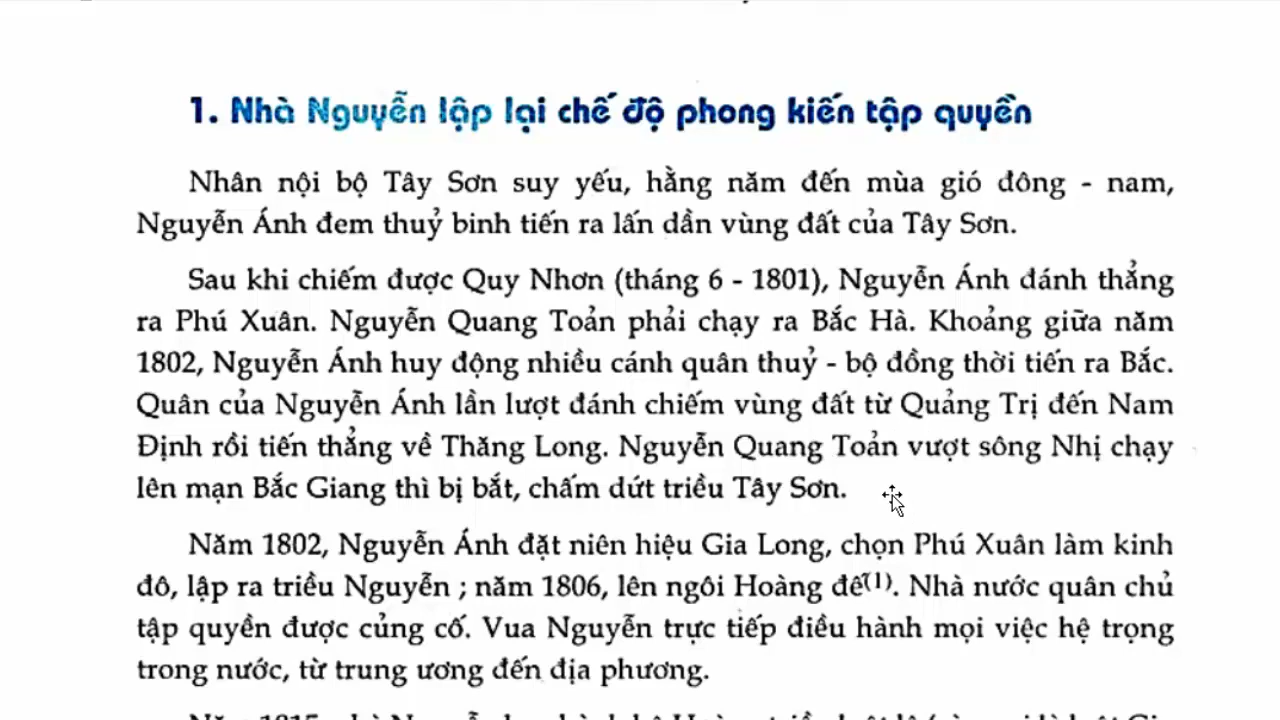 1. Nhà Nguyễn lập lại chế độ phong kiến tập quyền
Nhân nội bộ Tây Sơn suy yếu, hằng năm đến mùa gió đông - nam,
Nguyễn Ánh đem thuỷ binh tiến ra lấn dần vùng đất của Tây Sơn.
Sau khi chiếm được Quy Nhơn (tháng 6 - 1801), Nguyễn Ánh đánh thẳng
ra Phú Xuân. Nguyễn Quang Toản phải chạy ra Bắc Hà. Khoảng giữa năm
1802, Nguyễn Ánh huy động nhiều cánh quân thuỷ - bộ đồng thời tiến ra Bắc.
Quân của Nguyễn Ánh lần lượt đánh chiếm vùng đất từ Quảng Trị đến Nam
Định rồi tiến thẳng về Thăng Long. Nguyễn Quang Toản vượt sông Nhị chạy
lên mạn Bắc Giang thì bị bắt, chấm dứt triều Tây Sơn.
Năm 1802, Nguyễn Ánh đặt niên hiệu Gia Long, chọn Phú Xuân làm kinh
đô, lập ra triều Nguyễn ; năm 1806, lên ngôi Hoàng đế(1). Nhà nước quân chủ
tập quyền được củng cố. Vua Nguyễn trực tiếp điều hành mọi việc hệ trọng
trong nước, từ trung ương đến địa phương.